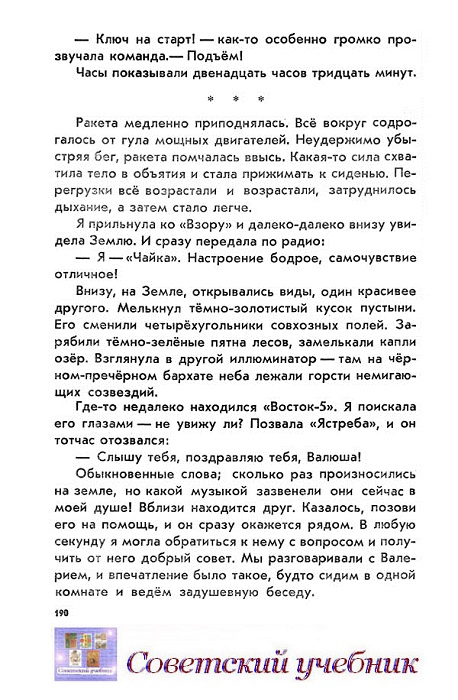 — Ключ на старт! — как-то особенно громко про-
звучала команда.— Подъём!
Часы показывали двенадцать часов тридцать минут.
* * *
Ракета медленно приподнялась. Всё вокруг содро-
галось от гула мощных двигателей. Неудержимо убы-
стряя бег, ракета помчалась ввысь. Какая-то сила схва-
тила тело в объятия и стала прижимать к сиденью. Пе-
регрузки всё возрастали и возрастали, затруднилось
дыхание, а затем стало легче.
Я прильнула ко «Взору» и далеко-далеко внизу уви-
дела Землю. И сразу передала по радио:
— Я — «Чайка». Настроение бодрое, самочувствие
отличное!
Внизу, на Земле, открывались виды, один красивее
другого. Мелькнул тёмно-золотистый кусок пустыни.
Его сменили четырёхугольники совхозных полей. За-
рябили тёмно-зелёные пятна лесов, замелькали капли
озёр. Взглянула в другой иллюминатор — там на чёр-
ном-пречёрном бархате неба лежали горсти немигаю-
щих созвездий.
Где-то недалеко находился «Восток-5». Я поискала
его глазами — не увижу ли? Позвала «Ястреба», и он
тотчас отозвался:
— Слышу тебя, поздравляю тебя, Валюша!
Обыкновенные слова; сколько раз произносились
на земле, но какой музыкой зазвенели они сейчас в
моей душе! Вблизи находится друг. Казалось, позови
его на помощь, и он сразу окажется рядом. В любую
секунду я могла обратиться к нему с вопросом и полу-
чить от него добрый совет. Мы разговаривали с Вале-
рием, и впечатление было такое, будто сидим в одной
комнате и ведём задушевную беседу.
190
Советский учебник
Советский учебник